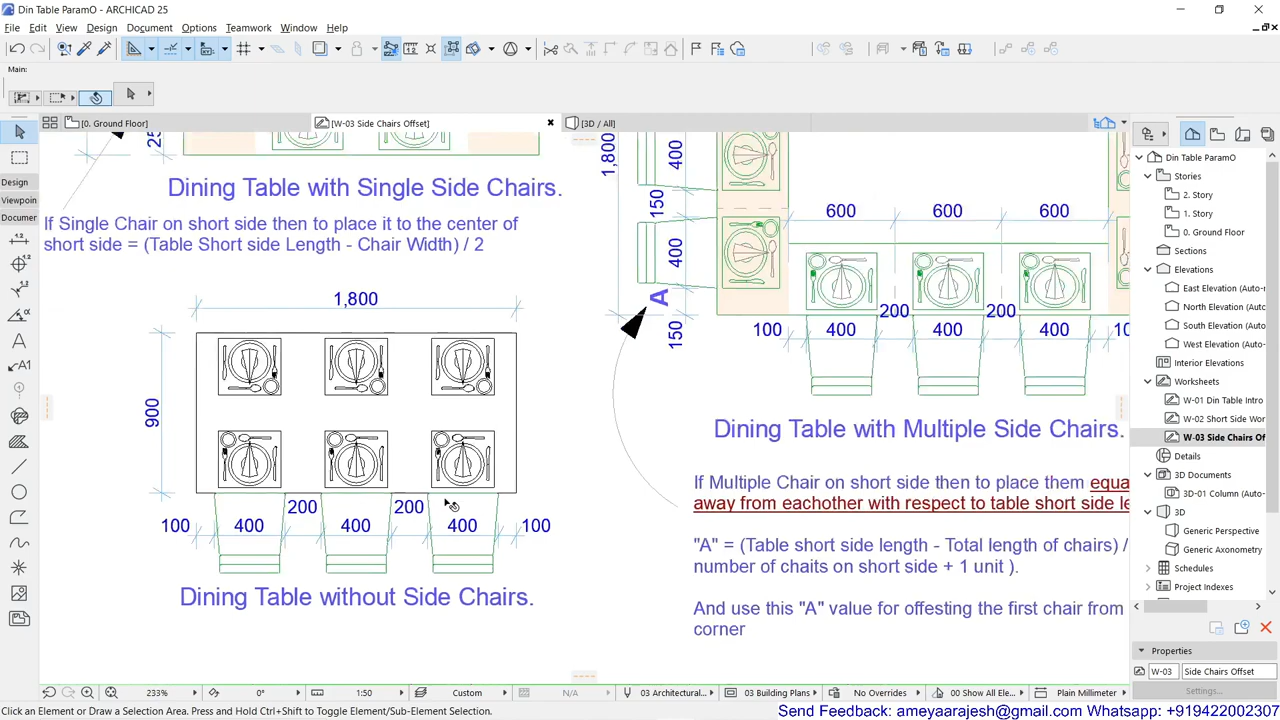 Din Table ParamO - ARCHICAD 25
File Edit View Design Document Options Teamwork Window Help
Main:
[0. Ground Floor]
[W-03 Side Chairs Offset]
[3D / All]
Design
Viewpoin
Documer
Dining Table with Single Side Chairs.
If Single Chair on short side then to place it to the center of
short side = (Table Short side Length - Chair Width) / 2
1,800
900
100 400 200 400 200 400 100
Dining Table without Side Chairs.
1,800
400
150
400
150
A
600 600 600
100 400 200 400 200 400
Dining Table with Multiple Side Chairs.
If Multiple Chair on short side then to place them equa
away from eachother with respect to table short side le
"A" = (Table short side length - Total length of chairs) /
number of chaits on short side + 1 unit ).
And use this "A" value for offesting the first chair from
corner
Din Table ParamO
Stories
2. Story
1. Story
0. Ground Floor
Sections
Elevations
East Elevation (Auto-
North Elevation (Auto-
South Elevation (Auto-
West Elevation (Auto-
Interior Elevations
Worksheets
W-01 Din Table Intro
W-02 Short Side Wor
W-03 Side Chairs Of
Details
3D Documents
3D-01 Column (Auto-
3D
Generic Perspective
Generic Axonometry
Schedules
Project Indexes
Properties
W-03 Side Chairs Offset
Settings...
233% 0° 1:50 Custom N/A 03 Architectural... 03 Building Plans No Overrides 00 Show All Ele... Plain Millimeter
Click an Element or Draw a Selection Area. Press and Hold Ctrl+Shift to Toggle Element/Sub-Element Selection.
Send Feedback: ameyaarajesh@gmail.com Whatsapp: +919422002307